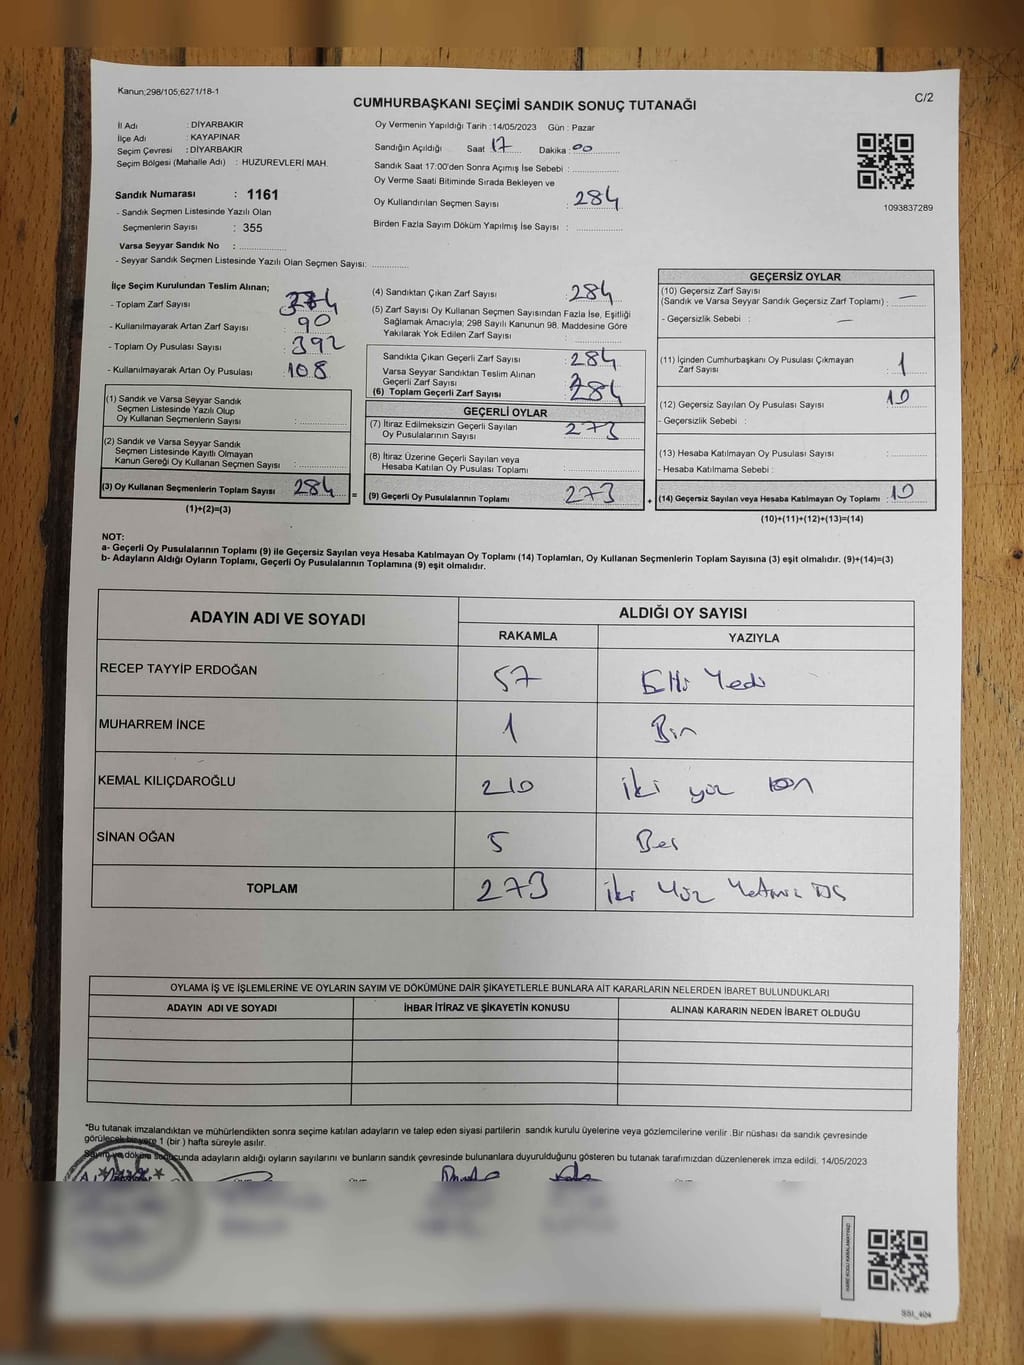 Kanun;298/105;6271/18-1
C/2
CUMHURBAŞKANI SEÇİMİ SANDIK SONUÇ TUTANAĞI
İl Adı : DİYARBAKIR
İlçe Adı : KAYAPINAR
Seçim Çevresi : DİYARBAKIR
Seçim Bölgesi (Mahalle Adı) : HUZUREVLERİ MAH.
Sandık Numarası : 1161
- Sandık Seçmen Listesinde Yazılı Olan
Seçmenlerin Sayısı : 355
Varsa Seyyar Sandık No :
- Seyyar Sandık Seçmen Listesinde Yazılı Olan Seçmen Sayısı:
Oy Vermenin Yapıldığı Tarih : 14/05/2023 Gün : Pazar
Sandığın Açıldığı Saat 17 Dakika : 00
Sandık Saat 17:00'den Sonra Açımış İse Sebebi :
Oy Verme Saati Bitiminde Sırada Bekleyen ve
Oy Kullandırılan Seçmen Sayısı : 284
Birden Fazla Sayım Döküm Yapılmış İse Sayısı :
1093837289
İlçe Seçim Kurulundan Teslim Alınan;
- Toplam Zarf Sayısı
- Kullanılmayarak Artan Zarf Sayısı : 90
- Toplam Oy Pusulası Sayısı : 392
- Kullanılmayarak Artan Oy Pusulası : 108
(1) Sandık ve Varsa Seyyar Sandık
Seçmen Listesinde Yazılı Olup
Oy Kullanan Seçmenlerin Sayısı :
(2) Sandık ve Varsa Seyyar Sandık
Seçmen Listesinde Kayıtlı Olmayan
Kanun Gereği Oy Kullanan Seçmen Sayısı :
(3) Oy Kullanan Seçmenlerin Toplam Sayısı 284 =
(1)+(2)=(3)
(4) Sandıktan Çıkan Zarf Sayısı : 284
(5) Zarf Sayısı Oy Kullanan Seçmen Sayısından Fazla İse, Eşitliği
Sağlamak Amacıyla; 298 Sayılı Kanunun 98. Maddesine Göre
Yakılarak Yok Edilen Zarf Sayısı :
Sandıkta Çıkan Geçerli Zarf Sayısı : 284
Varsa Seyyar Sandıktan Teslim Alınan
Geçerli Zarf Sayısı :
(6) Toplam Geçerli Zarf Sayısı : 284
GEÇERLİ OYLAR
(7) İtiraz Edilmeksizin Geçerli Sayılan
Oy Pusulalarının Sayısı : 273
(8) İtiraz Üzerine Geçerli Sayılan veya
Hesaba Katılan Oy Pusulası Toplamı :
(9) Geçerli Oy Pusulalarının Toplamı : 273 +
GEÇERSİZ OYLAR
(10) Geçersiz Zarf Sayısı
(Sandık ve Varsa Seyyar Sandık Geçersiz Zarf Toplamı) : —
- Geçersizlik Sebebi : —
(11) İçinden Cumhurbaşkanı Oy Pusulası Çıkmayan
Zarf Sayısı : 1
(12) Geçersiz Sayılan Oy Pusulası Sayısı : 10
- Geçersizlik Sebebi :
(13) Hesaba Katılmayan Oy Pusulası Sayısı :
- Hesaba Katılmama Sebebi :
(14) Geçersiz Sayılan veya Hesaba Katılmayan Oy Toplamı : 10
(10)+(11)+(12)+(13)=(14)
NOT:
a- Geçerli Oy Pusulalarının Toplamı (9) ile Geçersiz Sayılan veya Hesaba Katılmayan Oy Toplamı (14) Toplamları, Oy Kullanan Seçmenlerin Toplam Sayısına (3) eşit olmalıdır. (9)+(14)=(3)
b- Adayların Aldığı Oyların Toplamı, Geçerli Oy Pusulalarının Toplamına (9) eşit olmalıdır.
ADAYIN ADI VE SOYADI
ALDIĞI OY SAYISI
RAKAMLA YAZIYLA
RECEP TAYYİP ERDOĞAN 57 Elli Yedi
MUHARREM İNCE 1 Bir
KEMAL KILIÇDAROĞLU 210 iki yüz on
SİNAN OĞAN 5 Beş
TOPLAM 273 iki Yüz Yetmiş üç
OYLAMA İŞ VE İŞLEMLERİNE VE OYLARIN SAYIM VE DÖKÜMÜNE DAİR ŞİKAYETLERLE BUNLARA AİT KARARLARIN NELERDEN İBARET BULUNDUKLARI
ADAYIN ADI VE SOYADI İHBAR İTİRAZ VE ŞİKAYETİN KONUSU ALINAN KARARIN NEDEN İBARET OLDUĞU
*Bu tutanak imzalandıktan ve mühürlendikten sonra seçime katılan adayların ve talep eden siyasi partilerin sandık kurulu üyelerine veya gözlemcilerine verilir .Bir nüshası da sandık çevresinde
görülecek bir yere 1 (bir ) hafta süreyle asılır.
Sayım ve döküm sonucunda adayların aldığı oyların sayılarını ve bunların sandık çevresinde bulunanlara duyurulduğunu gösteren bu tutanak tarafımızdan düzenlenerek imza edildi. 14/05/2023
SSI_404